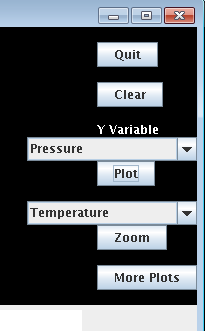 Quit
Clear
Y Variable
Pressure
Plot
Temperature
Zoom
More Plots